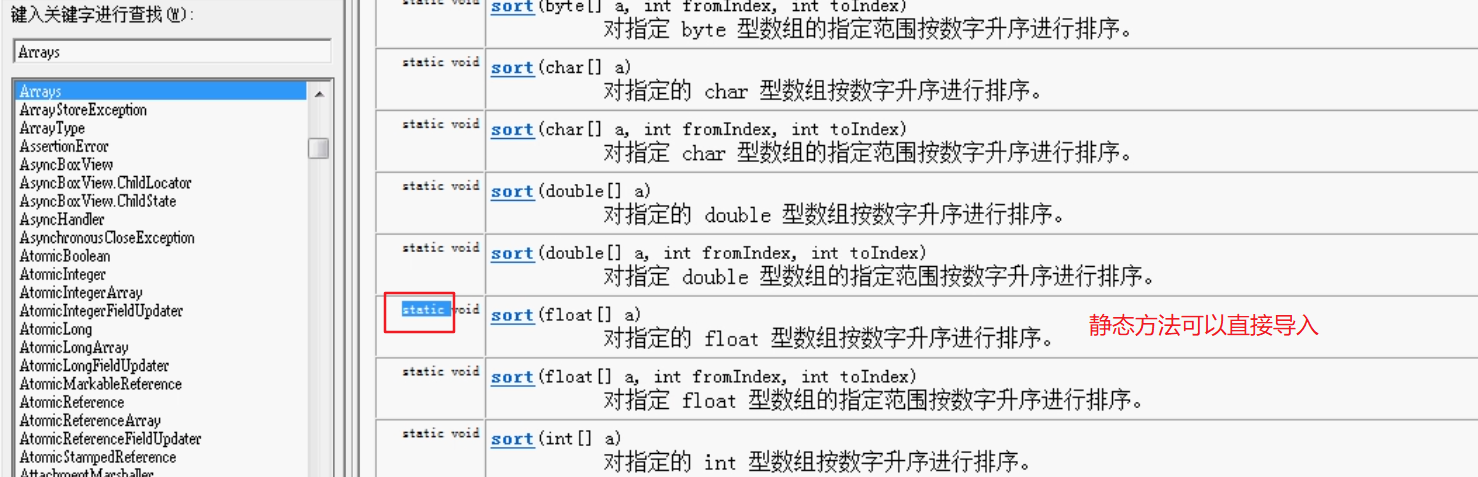 键入关键字进行查找(W):
Arrays
Arrays
ArrayStoreException
ArrayType
AssertionError
AsyncBoxView
AsyncBoxView.ChildLocator
AsyncBoxView.ChildState
AsyncHandler
AsynchronousCloseException
AtomicBoolean
AtomicInteger
AtomicIntegerArray
AtomicIntegerFieldUpdater
AtomicLong
AtomicLongArray
AtomicLongFieldUpdater
AtomicMarkableReference
AtomicReference
AtomicReferenceArray
AtomicReferenceFieldUpdater
AtomicStampedReference
AttachmentMarshaller
static void sort(byte[] a, int fromIndex, int toIndex)
对指定 byte 型数组的指定范围按数字升序进行排序。
static void sort(char[] a)
对指定的 char 型数组按数字升序进行排序。
static void sort(char[] a, int fromIndex, int toIndex)
对指定 char 型数组的指定范围按数字升序进行排序。
static void sort(double[] a)
对指定的 double 型数组按数字升序进行排序。
static void sort(double[] a, int fromIndex, int toIndex)
对指定 double 型数组的指定范围按数字升序进行排序。
static void sort(float[] a)
对指定的 float 型数组按数字升序进行排序。
静态方法可以直接导入
static void sort(float[] a, int fromIndex, int toIndex)
对指定 float 型数组的指定范围按数字升序进行排序。
static void sort(int[] a)
对指定的 int 型数组按数字升序进行排序。